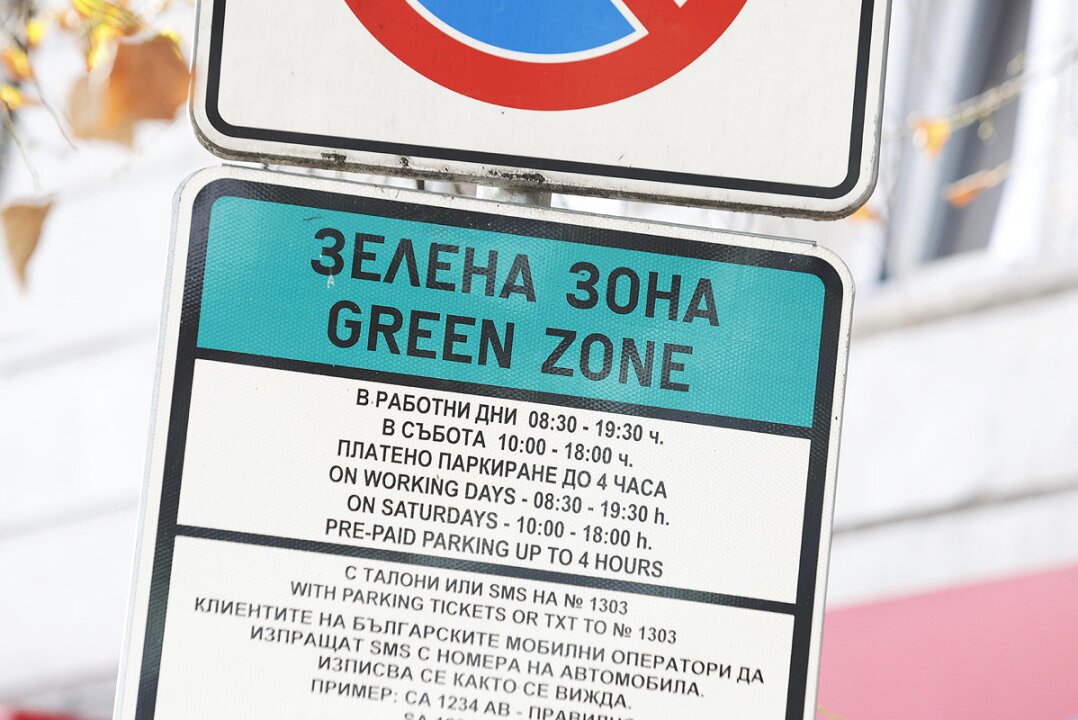 ЗЕЛЕНА ЗОНА
GREEN ZONE
В РАБОТНИ ДНИ 08:30 - 19:30 ч.
В СЪБОТА 10:00 - 18:00 ч.
ПЛАТЕНО ПАРКИРАНЕ ДО 4 ЧАСА
ON WORKING DAYS - 08:30 - 19:30 h.
ON SATURDAYS - 10:00 - 18:00 h.
PRE-PAID PARKING UP TO 4 HOURS
С ТАЛОНИ ИЛИ SMS НА № 1303
WITH PARKING TICKETS OR TXT TO № 1303
КЛИЕНТИТЕ НА БЪЛГАРСКИТЕ МОБИЛНИ ОПЕРАТОРИ ДА
ИЗПРАЩАТ SMS С НОМЕРА НА АВТОМОБИЛА.
ИЗПИСВА СЕ КАКТО СЕ ВИЖДА.
ПРИМЕР: СА 1234 АВ - ПРАВИЛНО